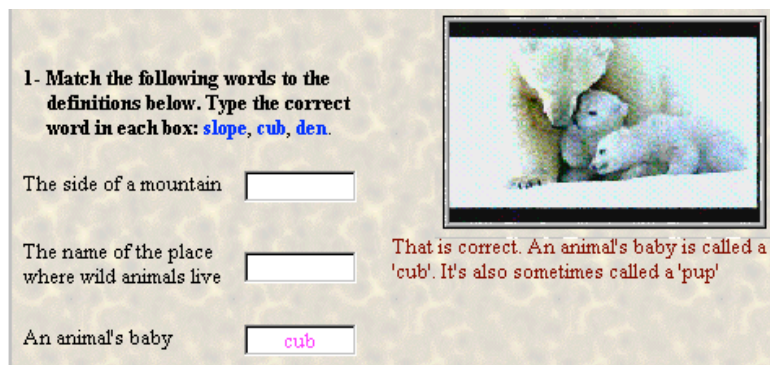 1- Match the following words to the
definitions below. Type the correct
word in each box: slope, cub, den.
The side of a mountain
The name of the place
where wild animals live
An animal's baby
cub
That is correct. An animal's baby is called a
'cub'. It's also sometimes called a 'pup'